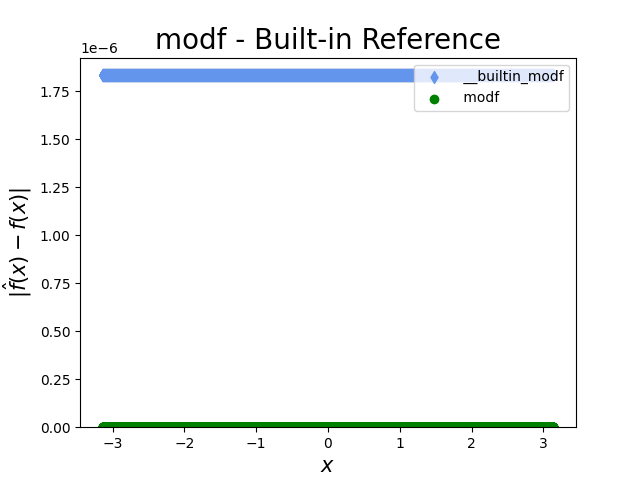 modf - Built-in Reference
1e−6
__builtin_modf
modf
1.75
1.50
1.25
1.00
0.75
0.50
0.25
0.00
|f̂(x) − f(x)|
−3
−2
−1
0
1
2
3
x